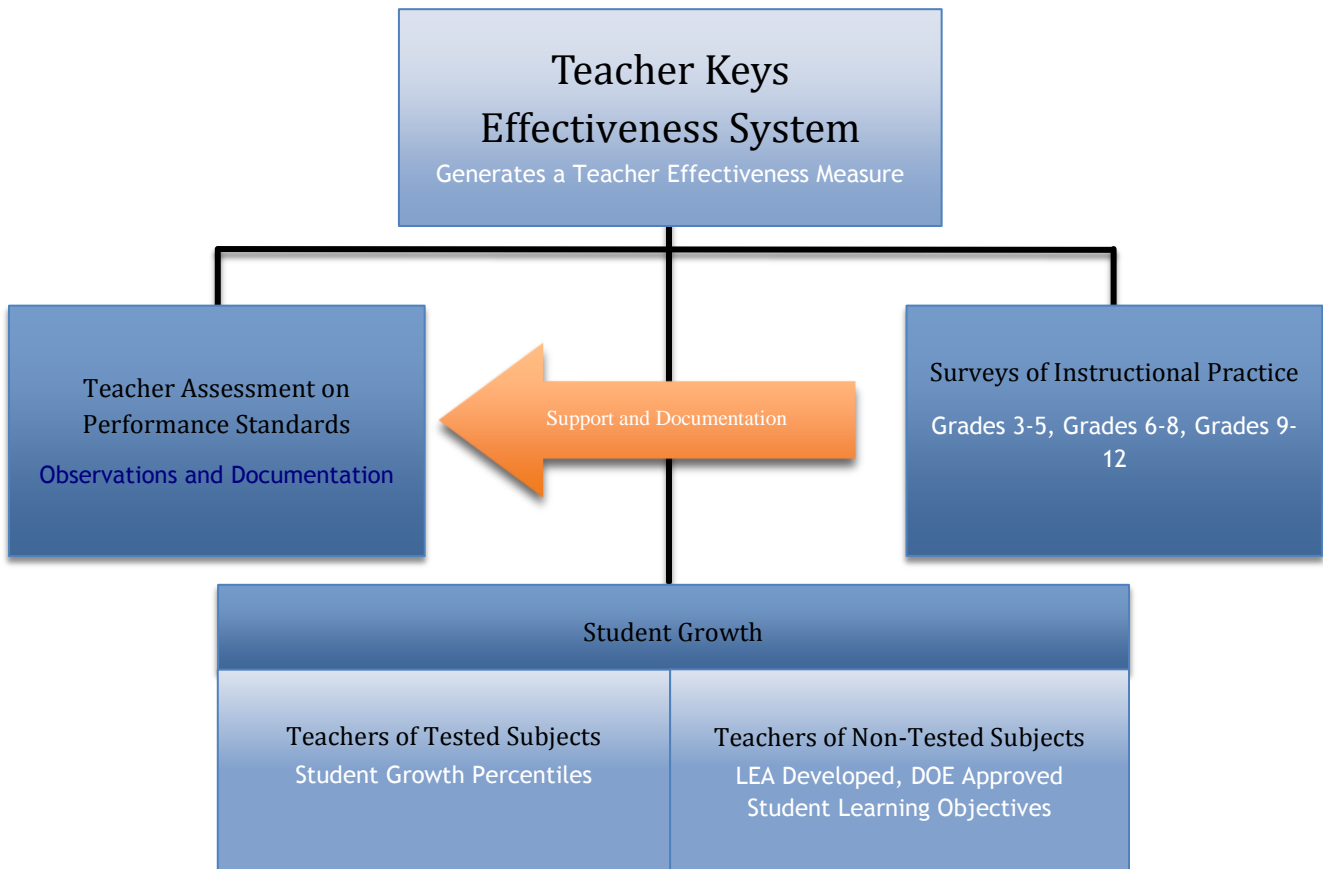 Teacher Keys
Effectiveness System
Generates a Teacher Effectiveness Measure
Teacher Assessment on
Performance Standards
Observations and Documentation
Support and Documentation
Surveys of Instructional Practice
Grades 3-5, Grades 6-8, Grades 9-
12
Student Growth
Teachers of Tested Subjects
Student Growth Percentiles
Teachers of Non-Tested Subjects
LEA Developed, DOE Approved
Student Learning Objectives